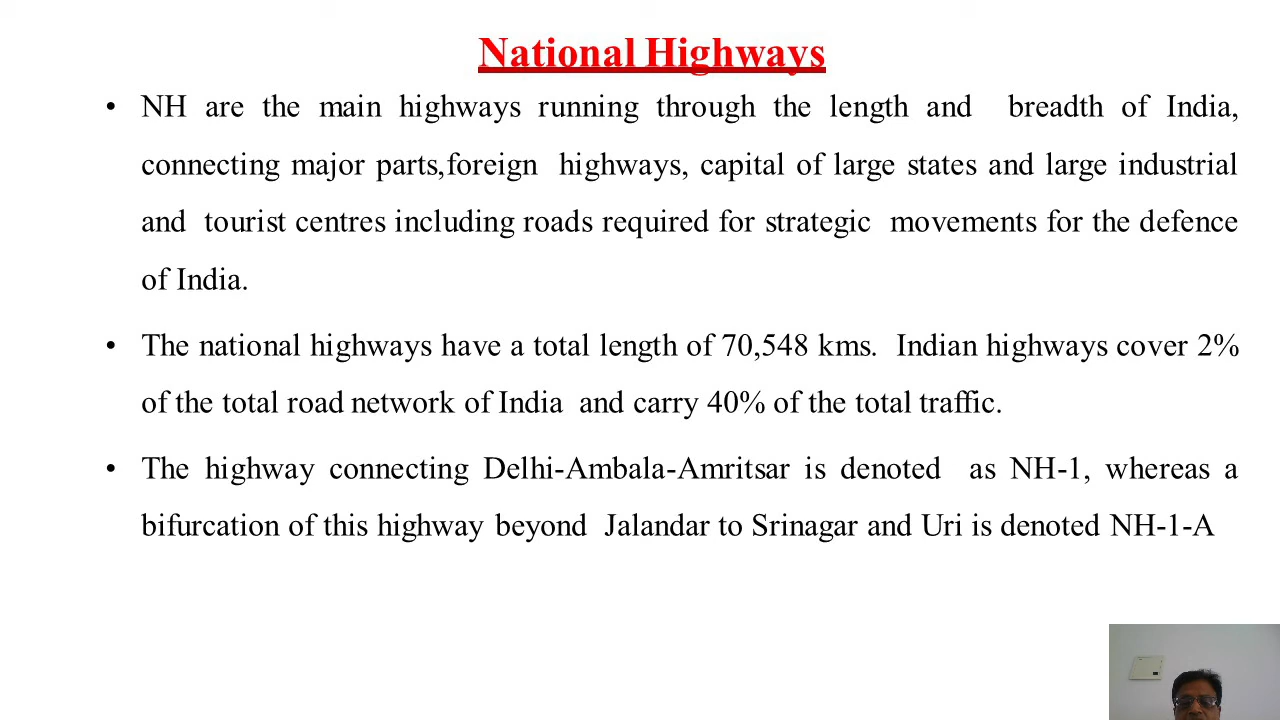 National Highways
• NH are the main highways running through the length and breadth of India,
connecting major parts,foreign highways, capital of large states and large industrial
and tourist centres including roads required for strategic movements for the defence
of India.
• The national highways have a total length of 70,548 kms. Indian highways cover 2%
of the total road network of India and carry 40% of the total traffic.
• The highway connecting Delhi-Ambala-Amritsar is denoted as NH-1, whereas a
bifurcation of this highway beyond Jalandar to Srinagar and Uri is denoted NH-1-A